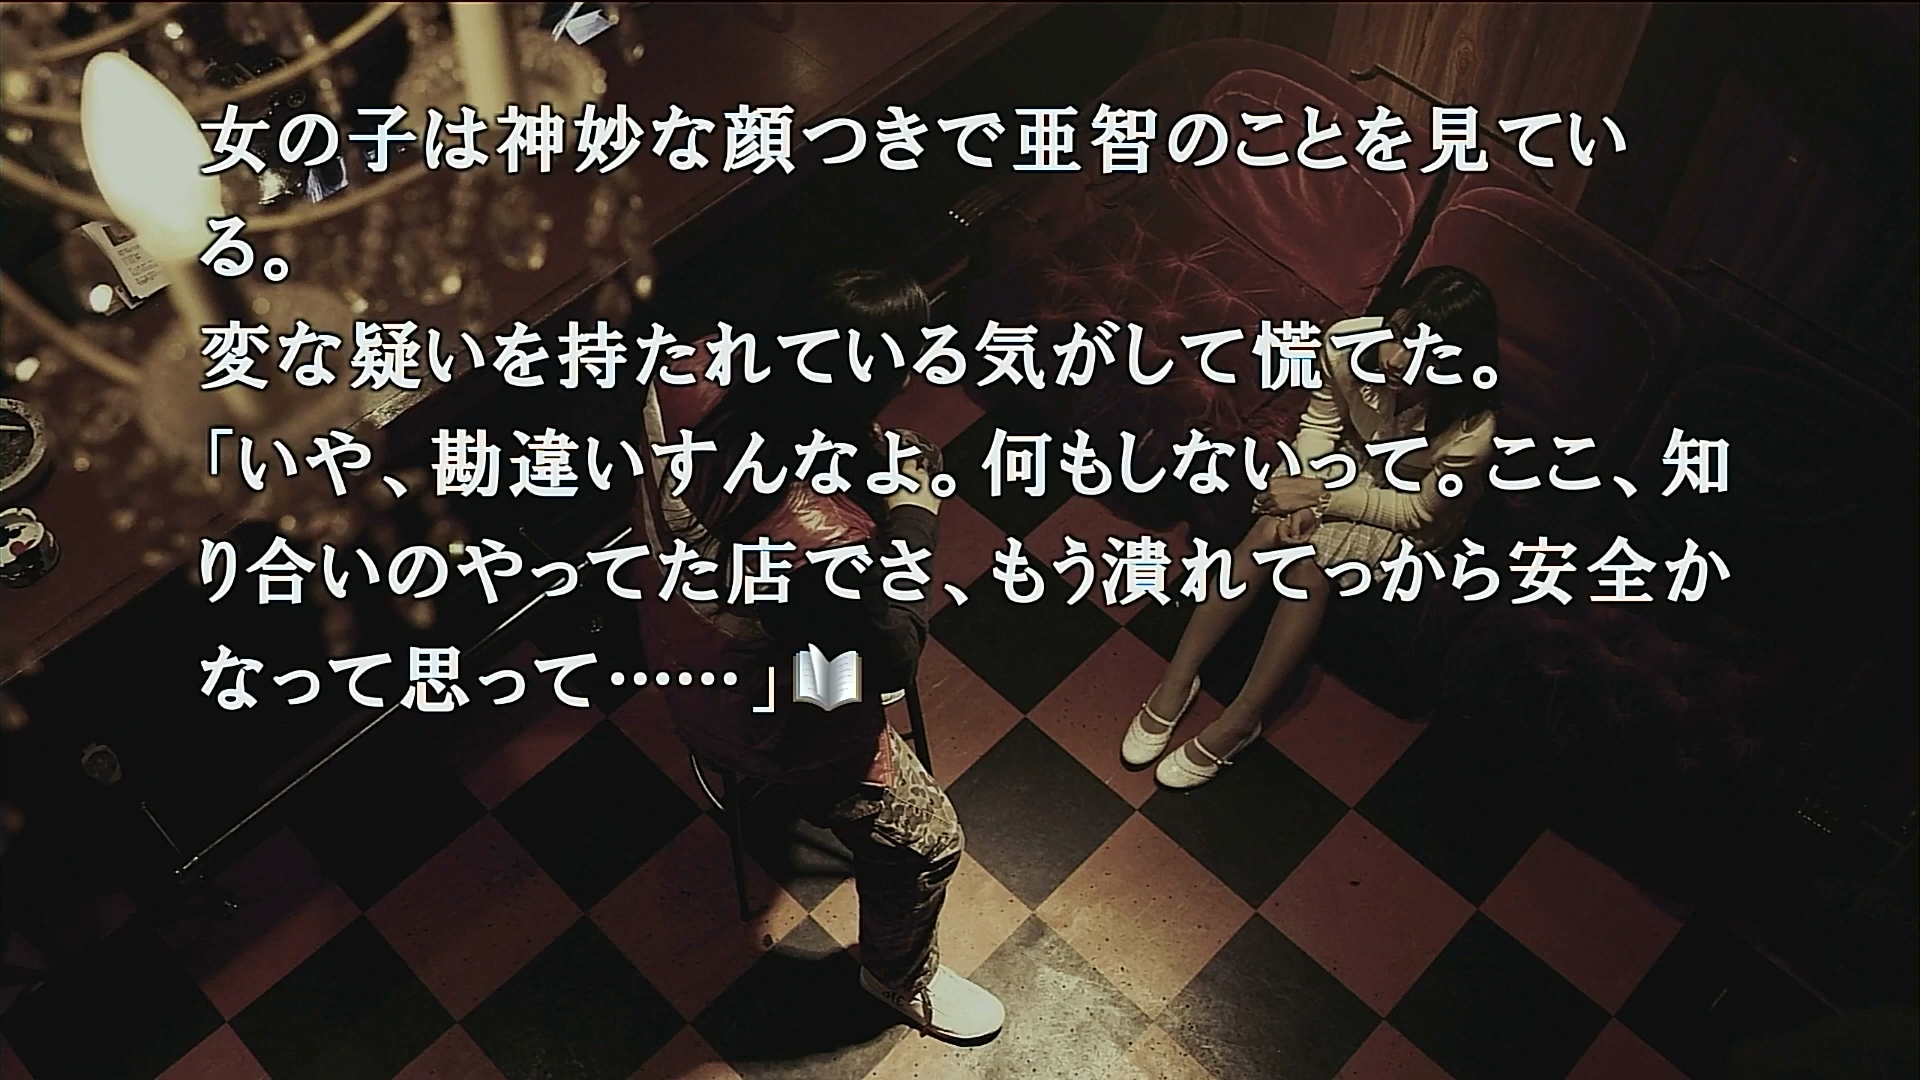 女の子は神妙な顔つきで亜智のことを見てい
る。
変な疑いを持たれている気がして慌てた。
「いや、勘違いすんなよ。何もしないって。ここ、知
り合いのやってた店でさ、もう潰れてっから安全か
なって思って……」